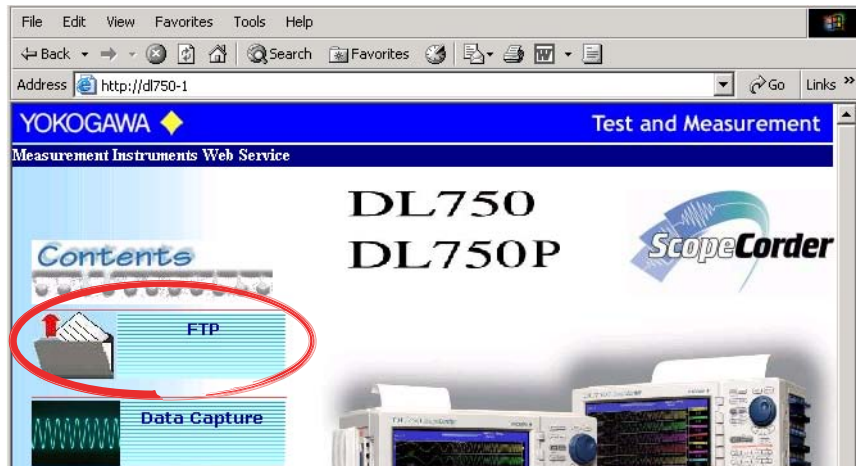 File Edit View Favorites Tools Help
Back Search Favorites
Address http://dl750-1 Go Links »
YOKOGAWA Test and Measurement
Measurement Instruments Web Service
DL750
DL750P
ScopeCorder
Contents
FTP
Data Capture